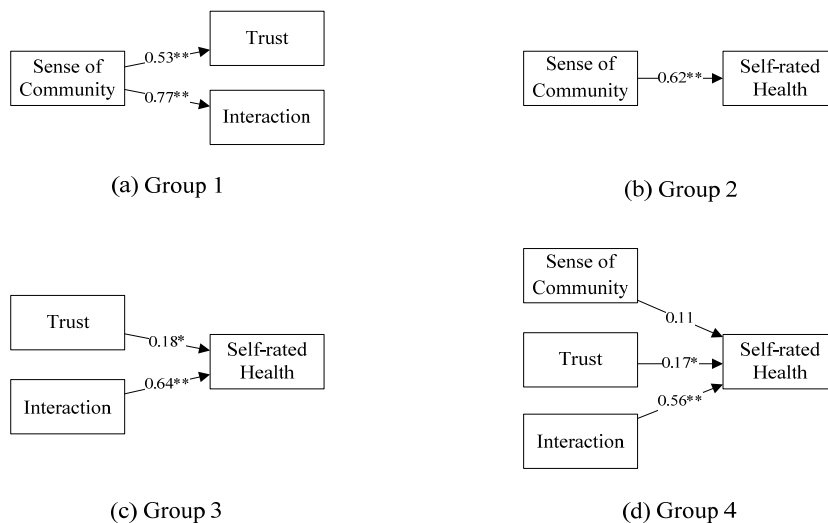 Trust
0.53**
Sense of
Community
0.77**
Interaction
(a) Group 1
Sense of
Community
0.62**
Self-rated
Health
(b) Group 2
Trust
0.18*
Self-rated
Health
0.64**
Interaction
(c) Group 3
Sense of
Community
0.11
Trust
0.17*
Self-rated
Health
0.56**
Interaction
(d) Group 4